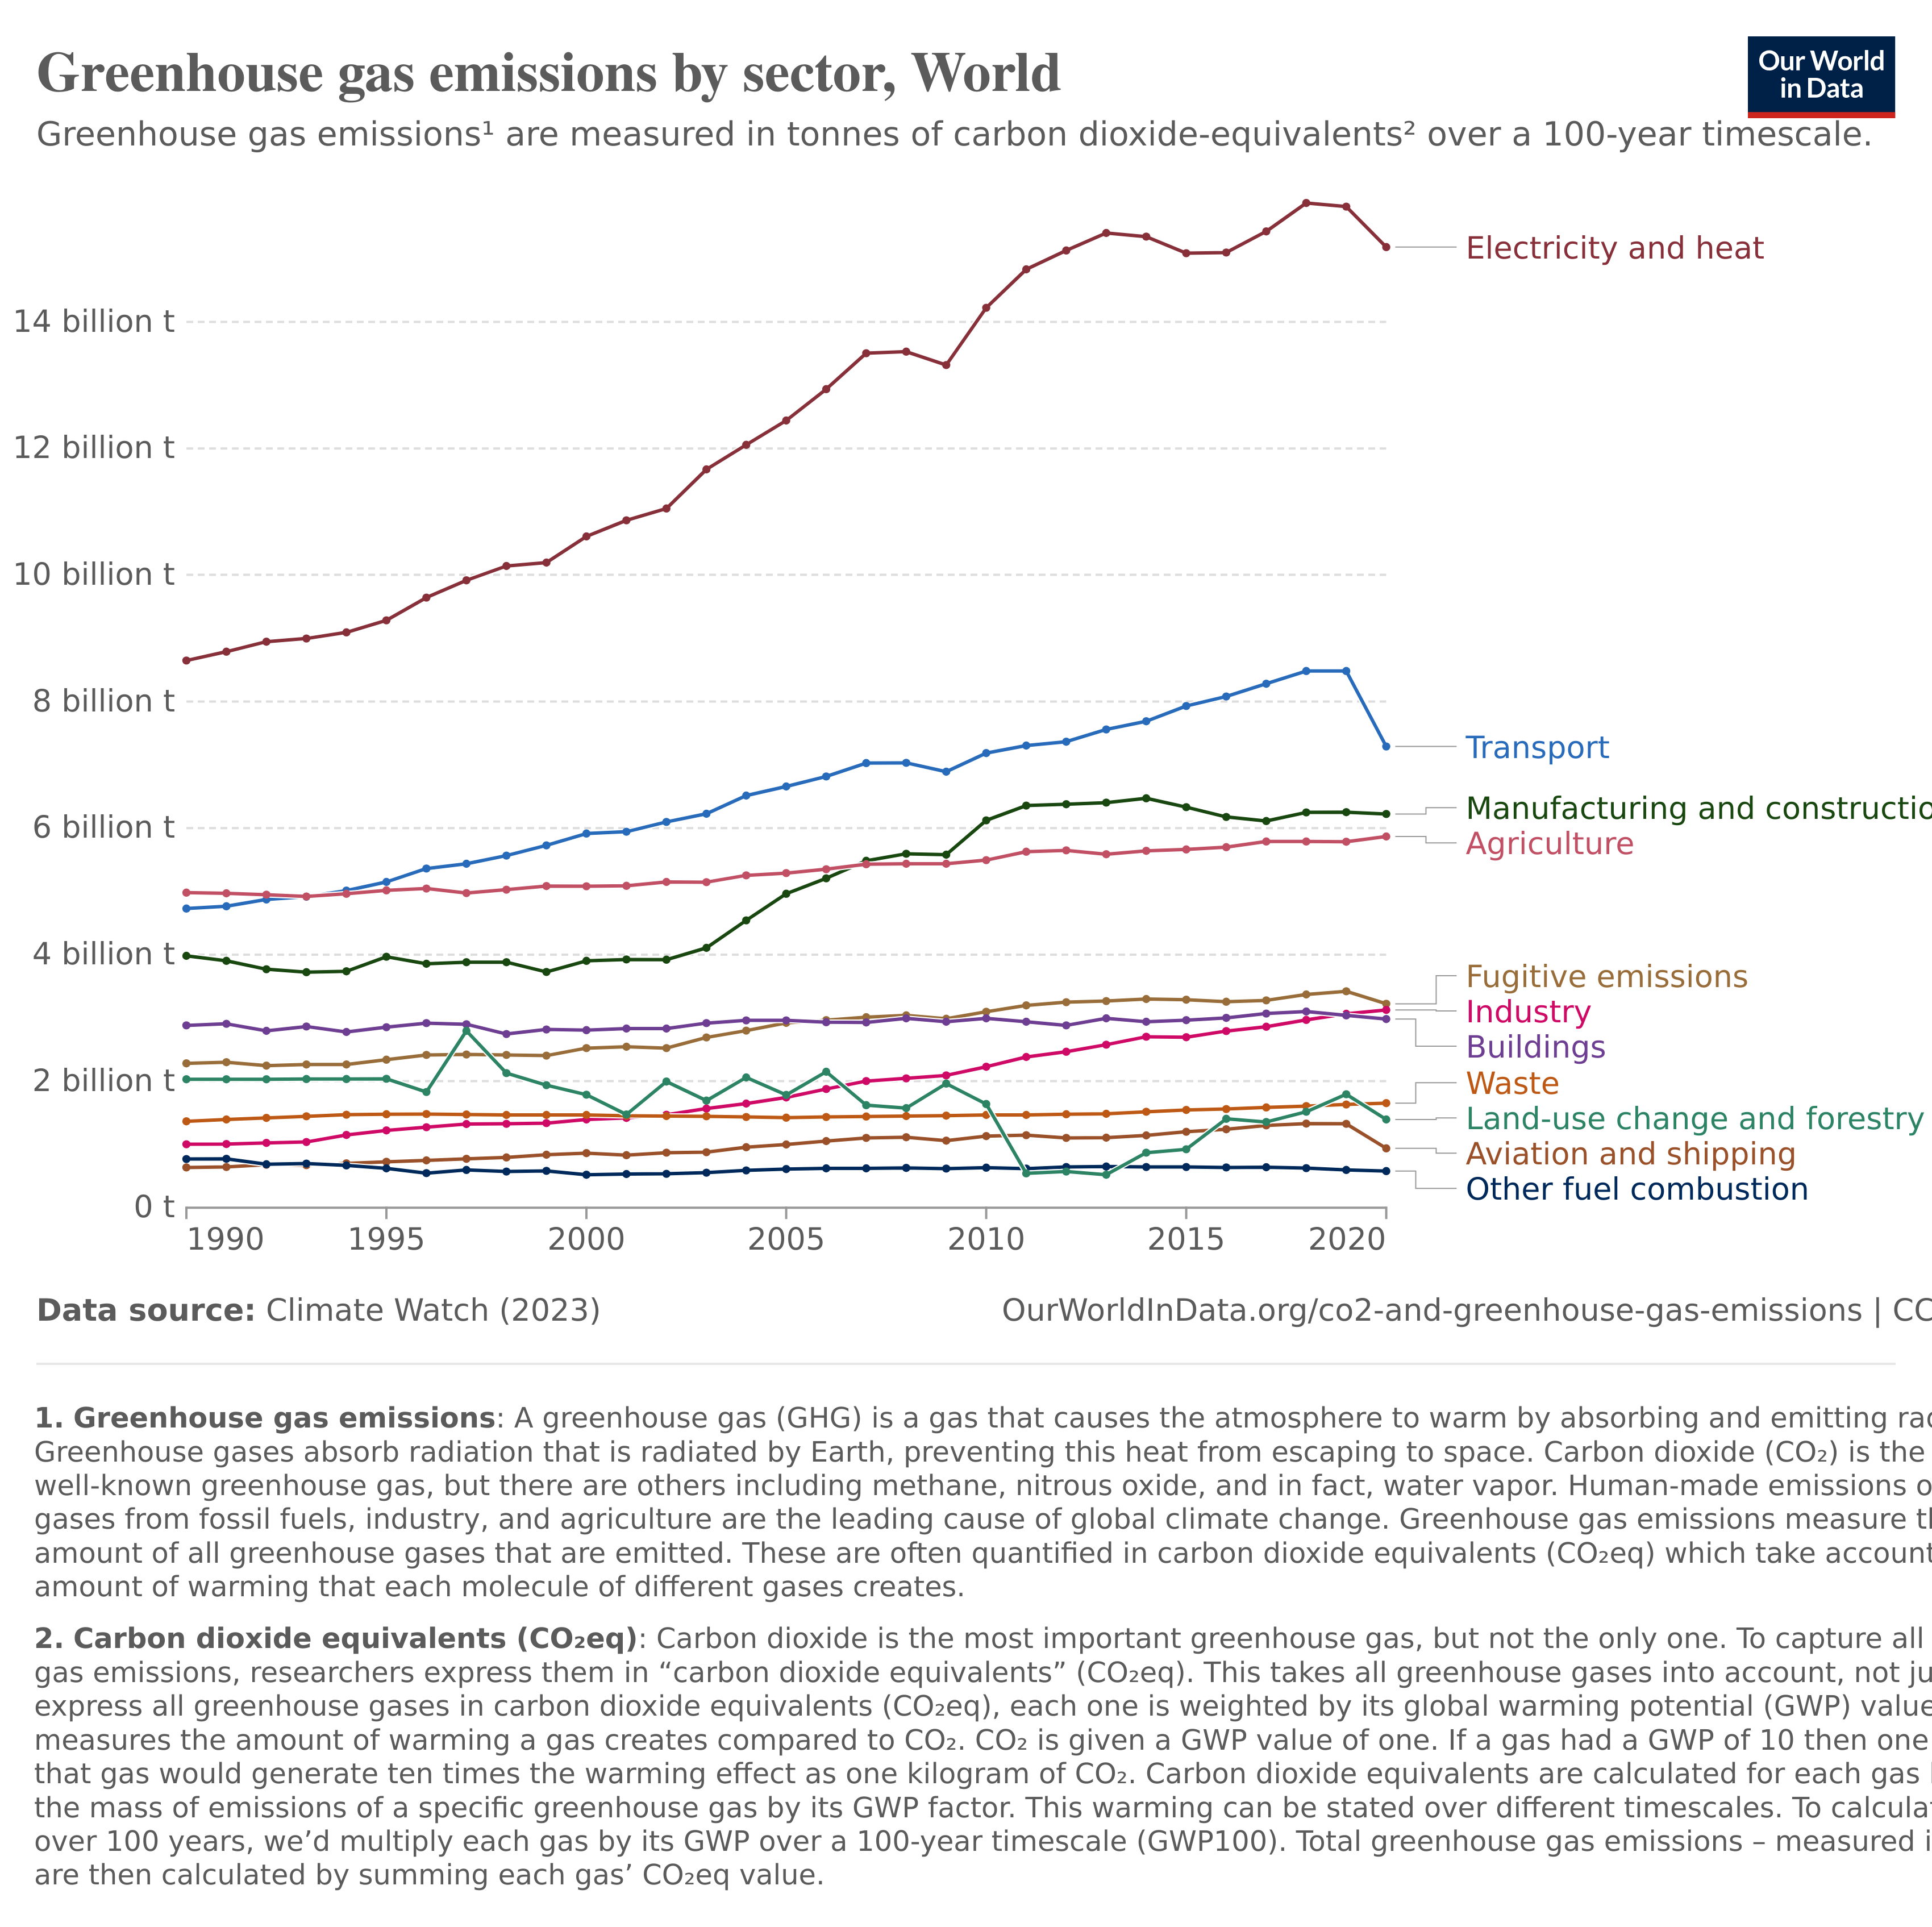 Greenhouse gas emissions by sector, World
Our World
in Data
Greenhouse gas emissions¹ are measured in tonnes of carbon dioxide-equivalents² over a 100-year timescale.
14 billion t
12 billion t
10 billion t
8 billion t
6 billion t
4 billion t
2 billion t
0 t
Electricity and heat
Transport
Manufacturing and constructio
Agriculture
Fugitive emissions
Industry
Buildings
Waste
Land-use change and forestry
Aviation and shipping
Other fuel combustion
1990 1995 2000 2005 2010 2015 2020
Data source: Climate Watch (2023)
OurWorldInData.org/co2-and-greenhouse-gas-emissions | CC
1. Greenhouse gas emissions: A greenhouse gas (GHG) is a gas that causes the atmosphere to warm by absorbing and emitting
Greenhouse gases absorb radiation that is radiated by Earth, preventing this heat from escaping to space. Carbon dioxide (CO₂) is the
well-known greenhouse gas, but there are others including methane, nitrous oxide, and in fact, water vapor. Human-made emissions
gases from fossil fuels, industry, and agriculture are the leading cause of global climate change. Greenhouse gas emissions measure
amount of all greenhouse gases that are emitted. These are often quantified in carbon dioxide equivalents (CO₂eq) which take account
amount of warming that each molecule of different gases creates.
2. Carbon dioxide equivalents (CO₂eq): Carbon dioxide is the most important greenhouse gas, but not the only one. To capture all
gas emissions, researchers express them in “carbon dioxide equivalents” (CO₂eq). This takes all greenhouse gases into account, not
express all greenhouse gases in carbon dioxide equivalents (CO₂eq), each one is weighted by its global warming potential (GWP) value
measures the amount of warming a gas creates compared to CO₂. CO₂ is given a GWP value of one. If a gas had a GWP of 10 then one
that gas would generate ten times the warming effect as one kilogram of CO₂. Carbon dioxide equivalents are calculated for each gas
the mass of emissions of a specific greenhouse gas by its GWP factor. This warming can be stated over different timescales. To
over 100 years, we’d multiply each gas by its GWP over a 100-year timescale (GWP100). Total greenhouse gas emissions – measured
are then calculated by summing each gas’ CO₂eq value.